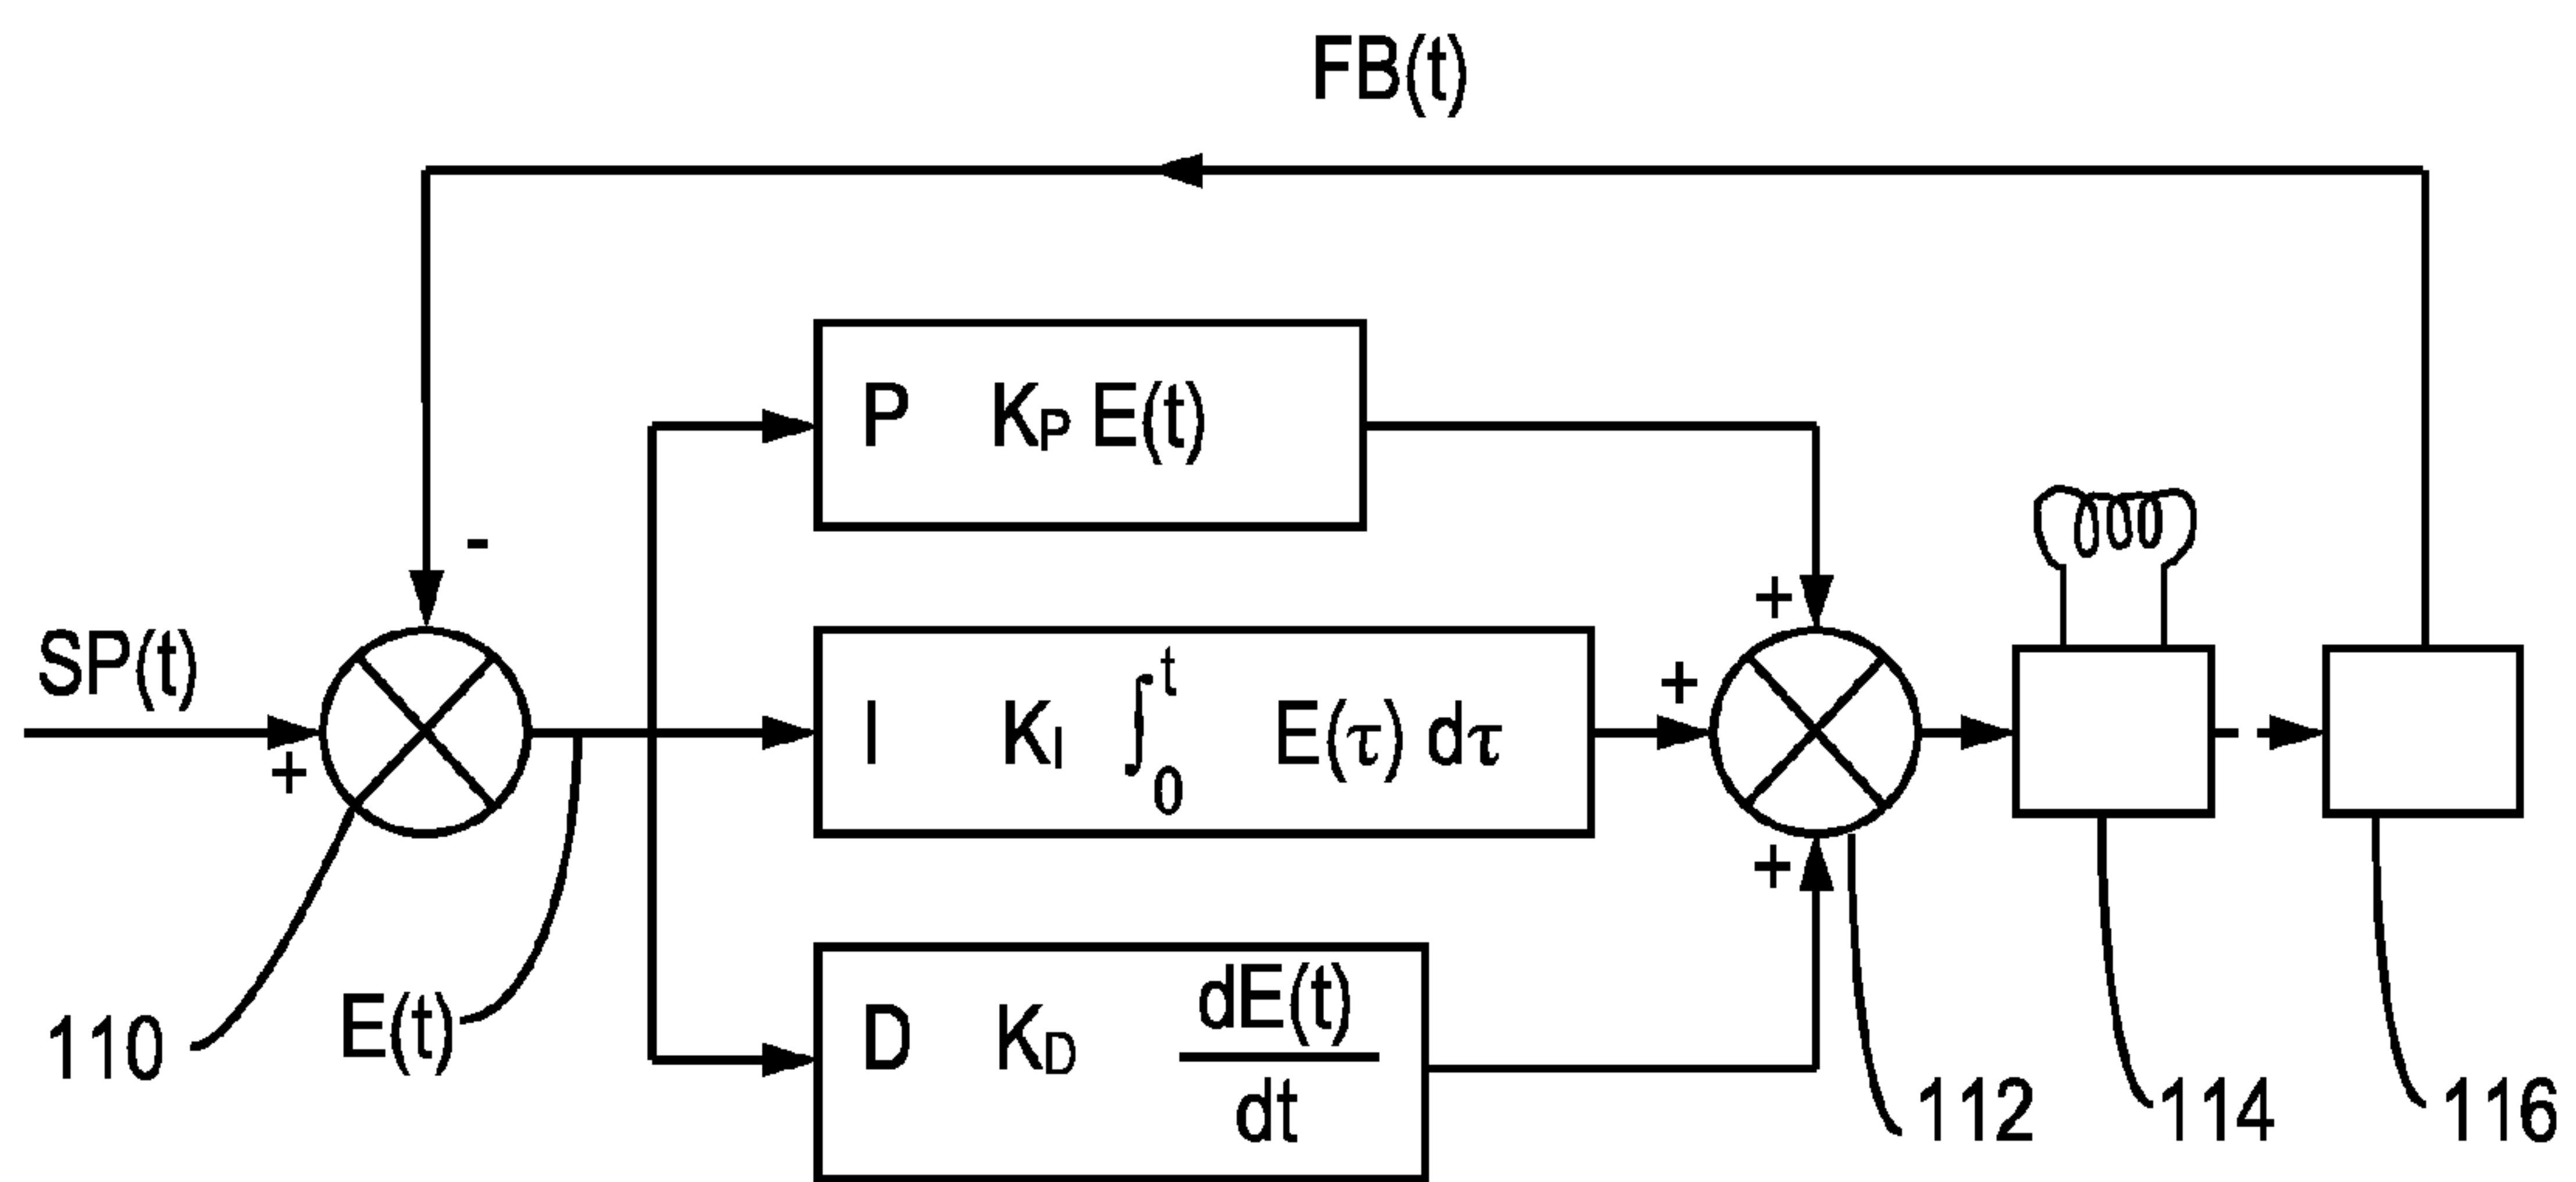 FB(t)
P K_P E(t)
-
SP(t)
+
+
+
I K_I ∫_0^t E(τ) dτ
+
D K_D dE(t)/dt
110
E(t)
112
114
116